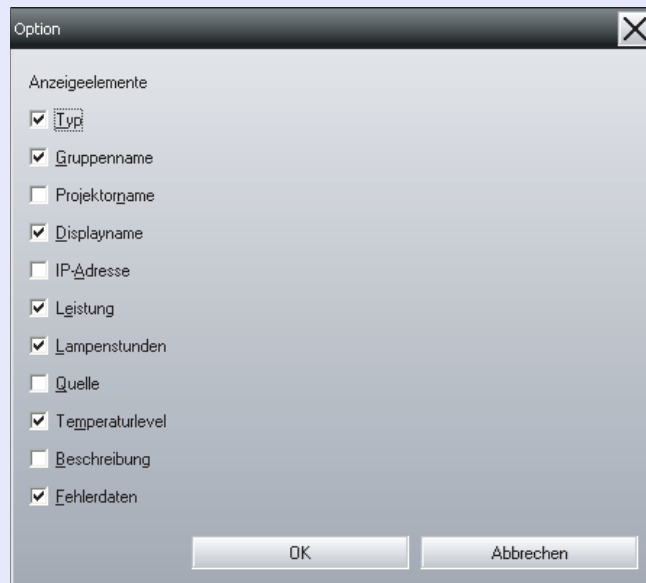 Option
Anzeigeelemente
Typ
Gruppenname
Projektorname
Displayname
IP-Adresse
Leistung
Lampenstunden
Quelle
Temperaturlevel
Beschreibung
Fehlerdaten
OK
Abbrechen